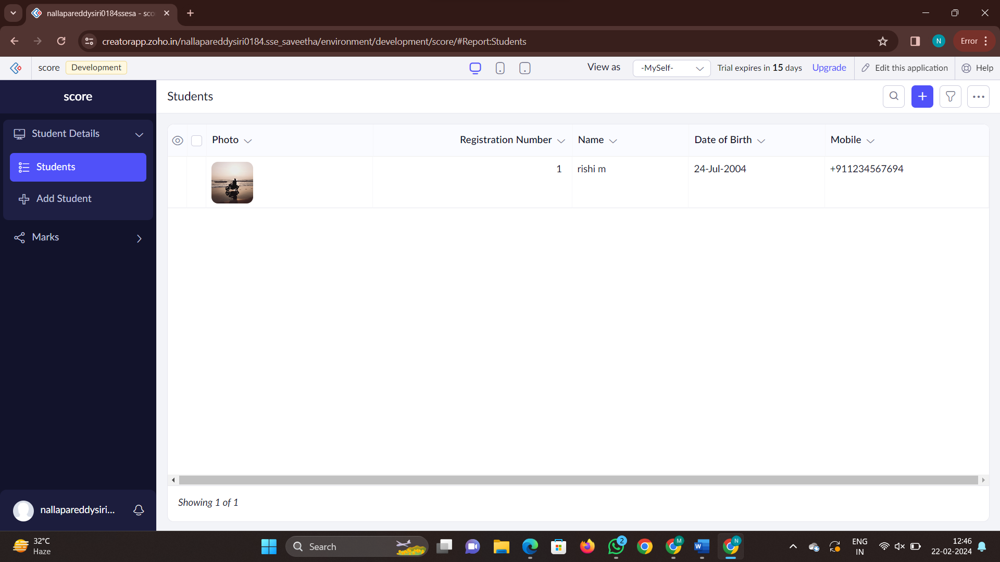 nallapareddysiri0184ssesa - sco
creatorapp.zoho.in/nallapareddysiri0184.sse_saveetha/environment/development/score/#Report:Students
N
Error
score
Development
View as
-MySelf-
Trial expires in 15 days
Upgrade
Edit this application
Help
score
Students
Student Details
Students
Add Student
Marks
Photo
Registration Number
Name
Date of Birth
Mobile
1
rishi m
24-Jul-2004
+911234567694
Showing 1 of 1
nallapareddysiri...
32°C
Haze
Search
2
M
W
N
ENG
IN
12:46
22-02-2024